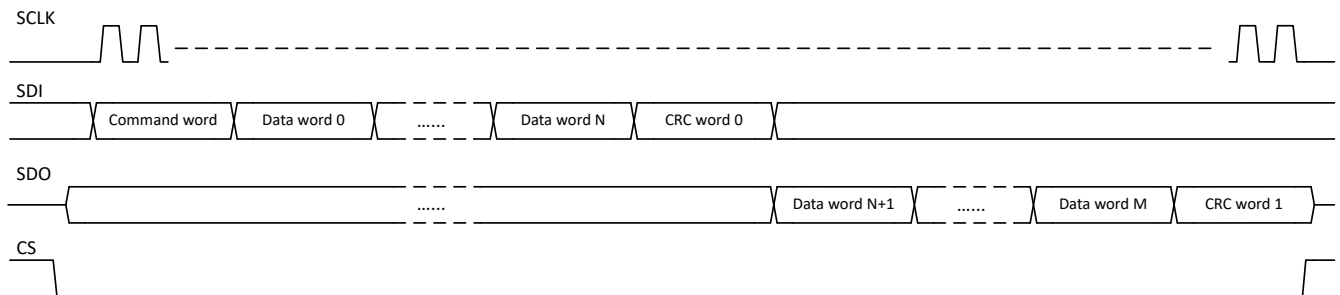 SCLK
SDI
Command word Data word 0 ...... Data word N CRC word 0
SDO
...... Data word N+1 ...... Data word M CRC word 1
CS